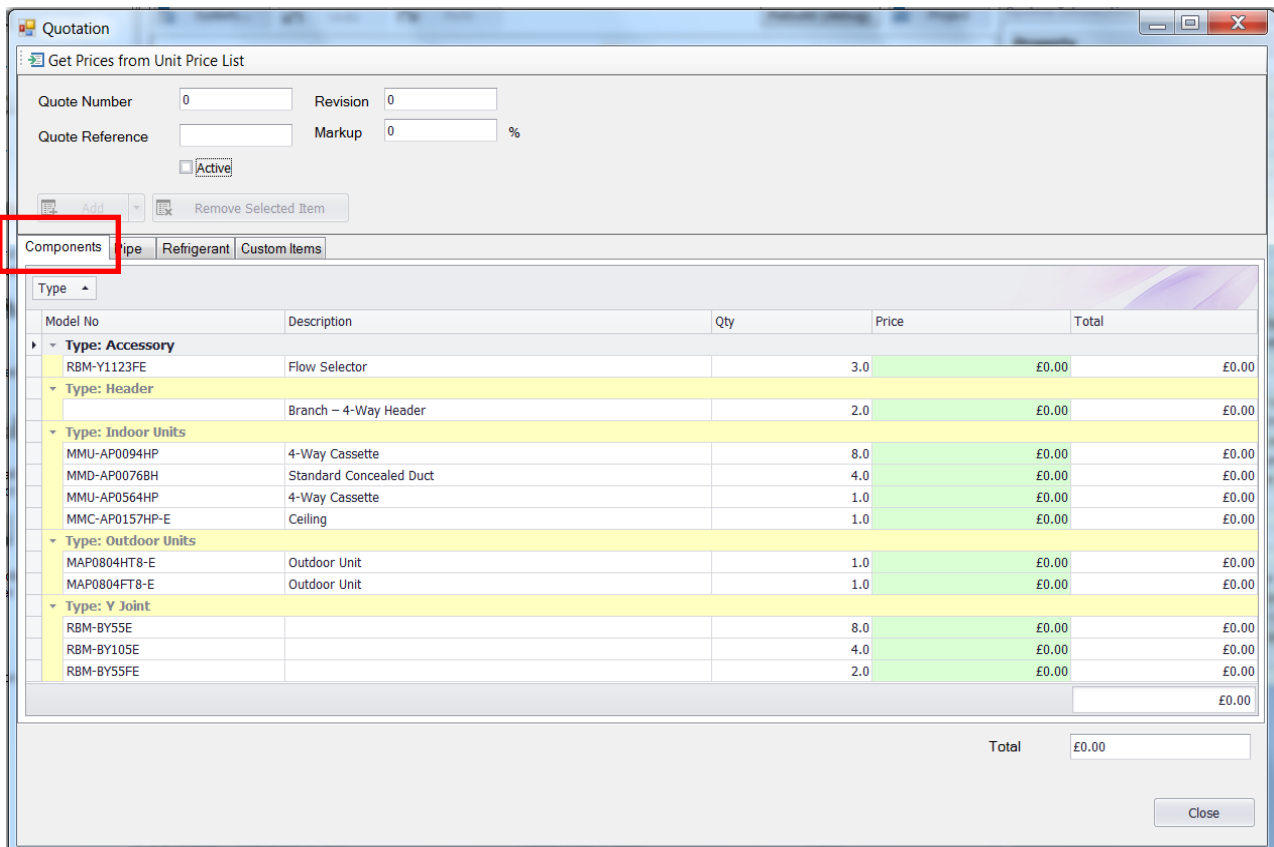 Quotation
Get Prices from Unit Price List
Quote Number 0 Revision 0
Quote Reference Markup 0 %
Active
Add Remove Selected Item
Components Pipe Refrigerant Custom Items
Type
Model No Description Qty Price Total
Type: Accessory
RBM-Y1123FE Flow Selector 3.0 £0.00 £0.00
Type: Header
Branch – 4-Way Header 2.0 £0.00 £0.00
Type: Indoor Units
MMU-AP0094HP 4-Way Cassette 8.0 £0.00 £0.00
MMD-AP0076BH Standard Concealed Duct 4.0 £0.00 £0.00
MMU-AP0564HP 4-Way Cassette 1.0 £0.00 £0.00
MMC-AP0157HP-E Ceiling 1.0 £0.00 £0.00
Type: Outdoor Units
MAP0804HT8-E Outdoor Unit 1.0 £0.00 £0.00
MAP0804FT8-E Outdoor Unit 1.0 £0.00 £0.00
Type: Y Joint
RBM-BY55E 8.0 £0.00 £0.00
RBM-BY105E 4.0 £0.00 £0.00
RBM-BY55FE 2.0 £0.00 £0.00
£0.00
Total £0.00
Close